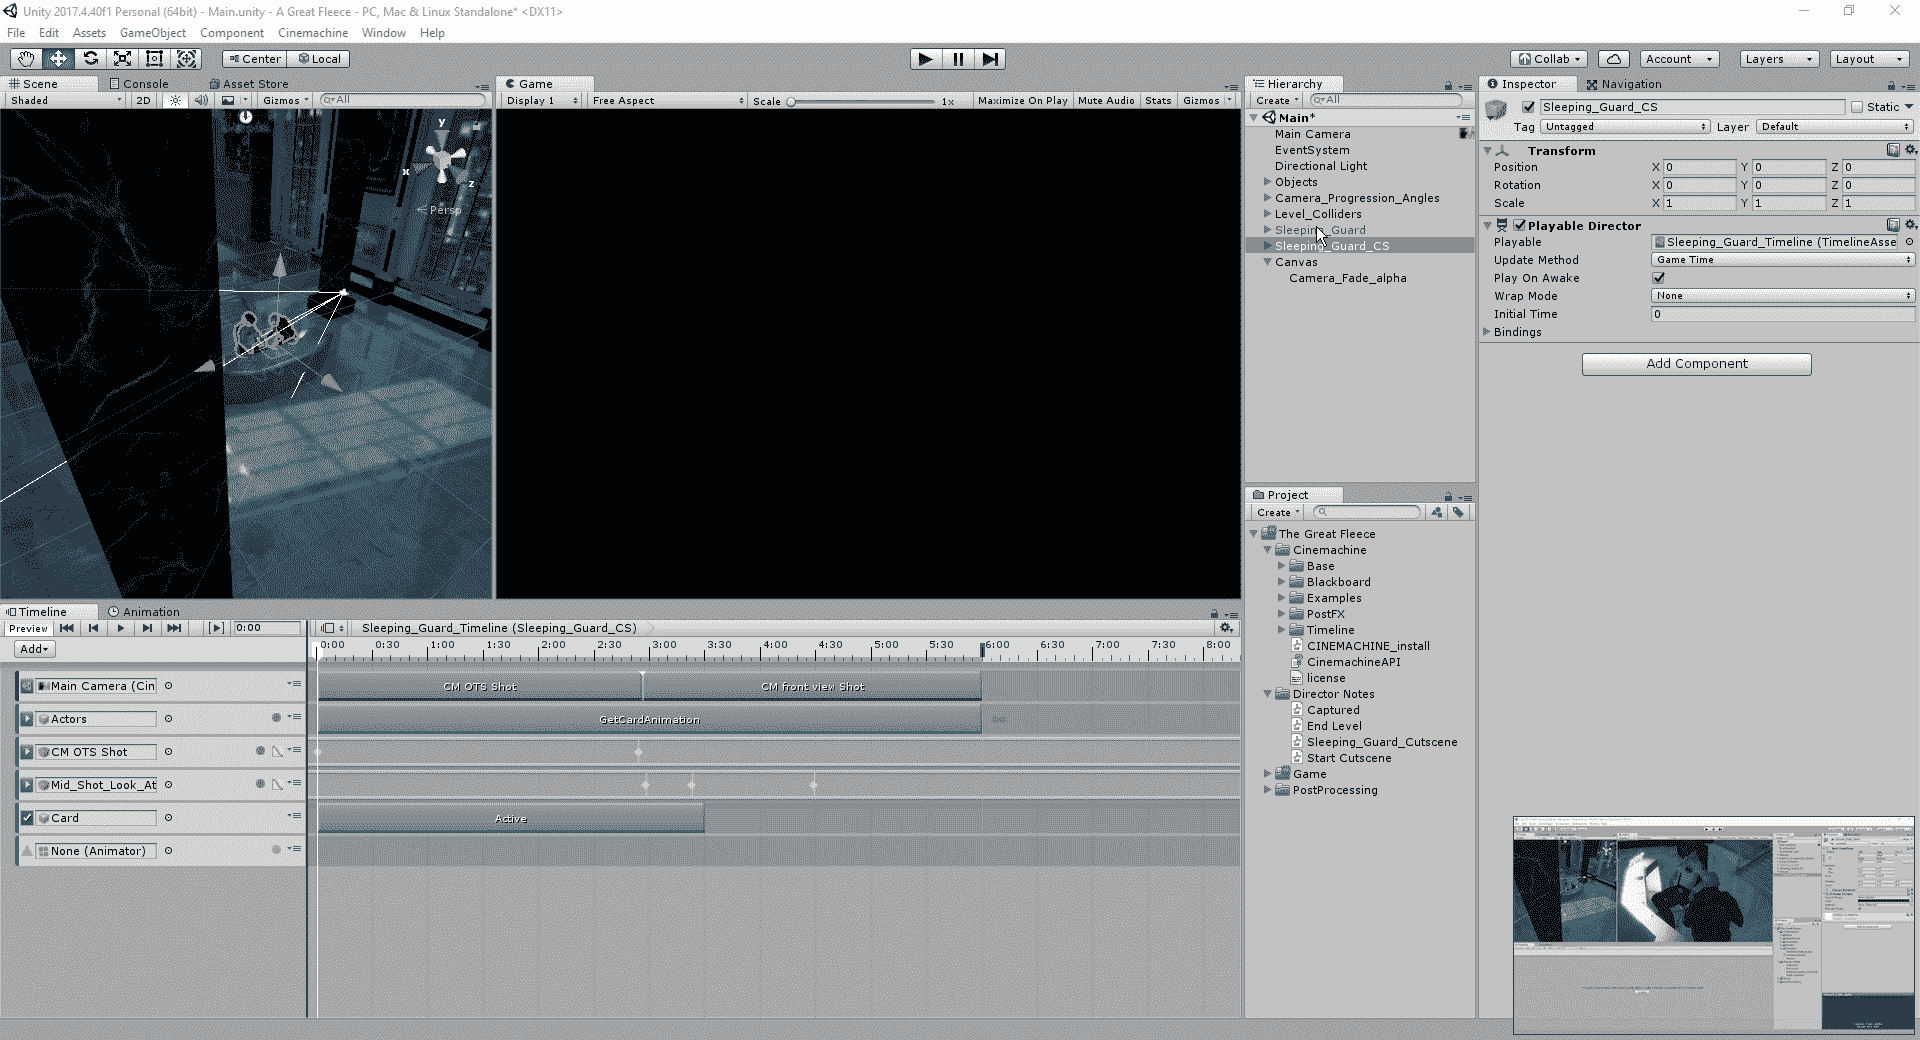 Unity 2017.4.40f1 Personal (64bit) - Main.unity - A Great Fleece - PC, Mac & Linux Standalone* <DX11>
File Edit Assets GameObject Component Cinemachine Window Help
Center Local
Collab Account Layers Layout
Scene Console Asset Store
Shaded 2D Gizmos All
y
x
z
Persp
Game
Display 1 Free Aspect Scale 1x Maximize On Play Mute Audio Stats Gizmos
Hierarchy
Create All
Main*
Main Camera
EventSystem
Directional Light
Objects
Camera_Progression_Angles
Level_Colliders
Sleeping_Guard
Sleeping_Guard_CS
Canvas
Camera_Fade_alpha
Project
Create
The Great Fleece
Cinemachine
Base
Blackboard
Examples
PostFX
Timeline
CINEMACHINE_install
CinemachineAPI
license
Director Notes
Captured
End Level
Sleeping_Guard_Cutscene
Start Cutscene
Game
PostProcessing
Inspector Navigation
Sleeping_Guard_CS Static
Tag Untagged Layer Default
Transform
Position X 0 Y 0 Z 0
Rotation X 0 Y 0 Z 0
Scale X 1 Y 1 Z 1
Playable Director
Playable Sleeping_Guard_Timeline (TimelineAsse
Update Method Game Time
Play On Awake
Wrap Mode None
Initial Time 0
Bindings
Add Component
Timeline Animation
Preview 0:00 Sleeping_Guard_Timeline (Sleeping_Guard_CS)
Add 0:00 0:30 1:00 1:30 2:00 2:30 3:00 3:30 4:00 4:30 5:00 5:30 6:00 6:30 7:00 7:30 8:00
Main Camera (Cin CM OTS Shot CM front view Shot
Actors GetCardAnimation
CM OTS Shot
Mid_Shot_Look_At
Card Active
None (Animator)